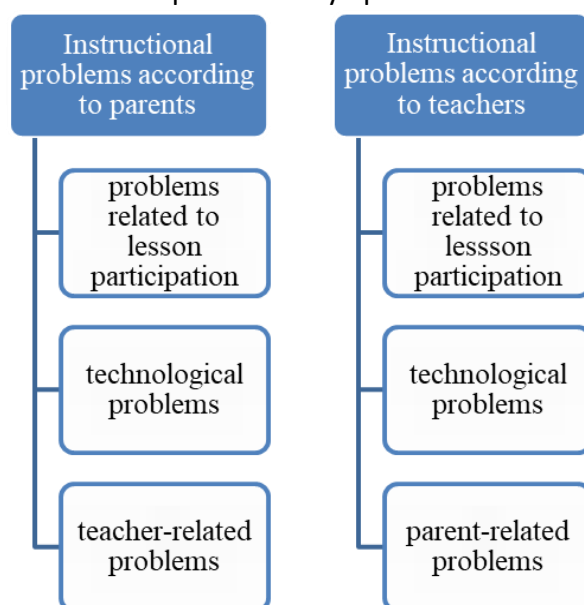 Instructional
problems according
to parents
problems
related to
lesson
participation
technological
problems
teacher-related
problems
Instructional
problems according
to teachers
problems
related to
lessson
participation
technological
problems
parent-related
problems